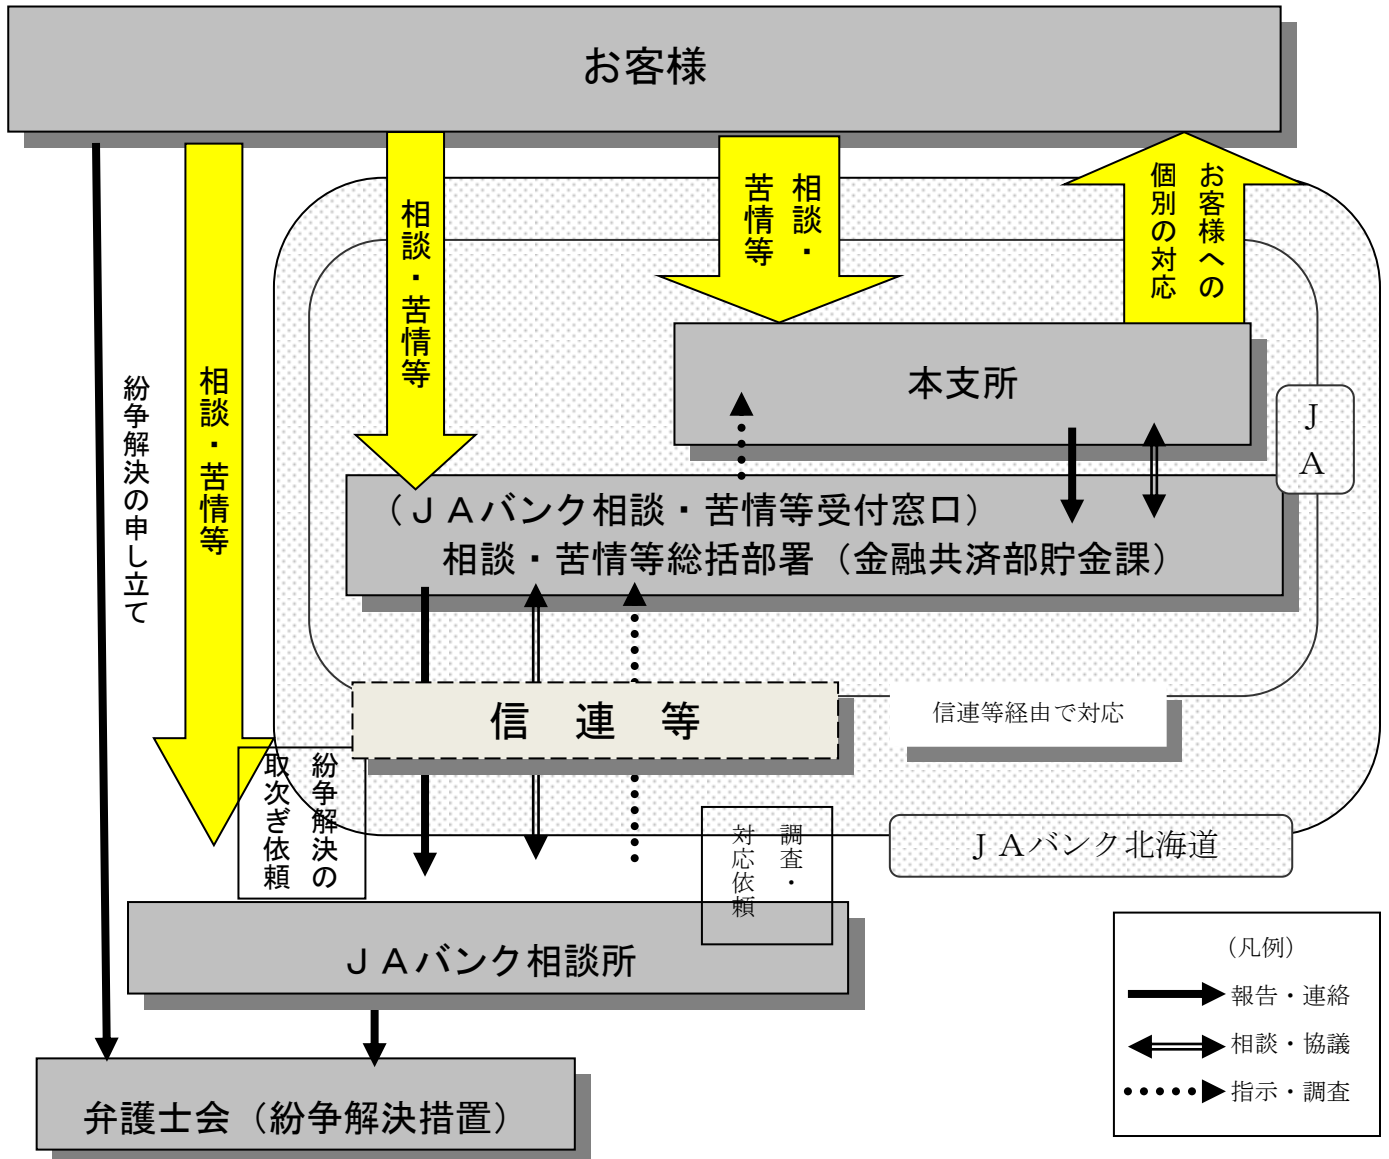 お客様
相談・
苦情等
お客様への
個別の対応
相談・苦情等
相談・苦情等
紛争解決の申し立て
本支所
ＪＡ
（ＪＡバンク相談・苦情等受付窓口）
相談・苦情等総括部署（金融共済部貯金課）
信　連　等
信連等経由で対応
紛争解決の
取次ぎ依頼
調査・
対応依頼
ＪＡバンク北海道
ＪＡバンク相談所
弁護士会（紛争解決措置）
（凡例）
報告・連絡
相談・協議
指示・調査